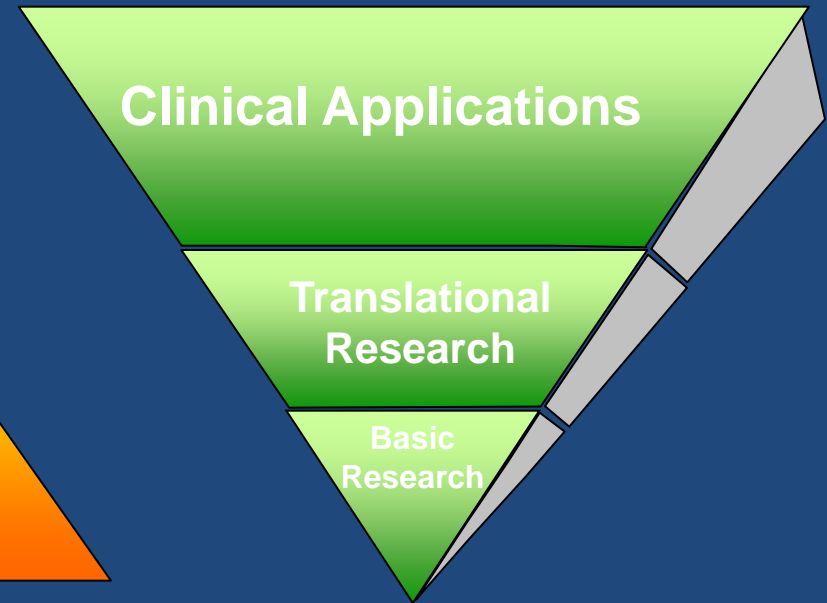 Clinical Applications
Translational
Research
Basic
Research